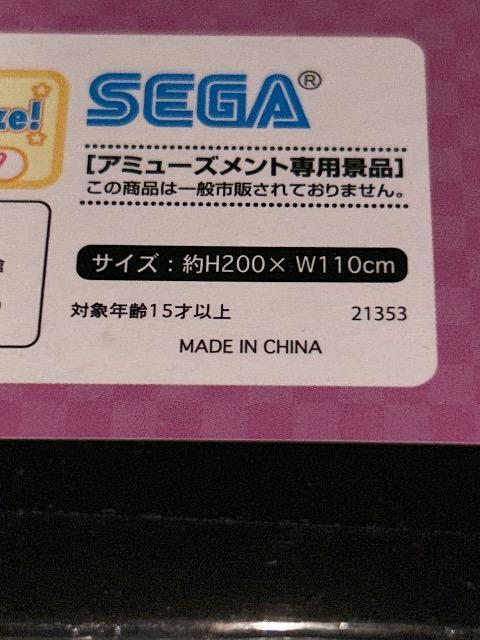 ze!
SEGA®
[アミューズメント専用景品]
この商品は一般市販されておりません。
サイズ：約H200× W110cm
対象年齢15才以上 21353
MADE IN CHINA